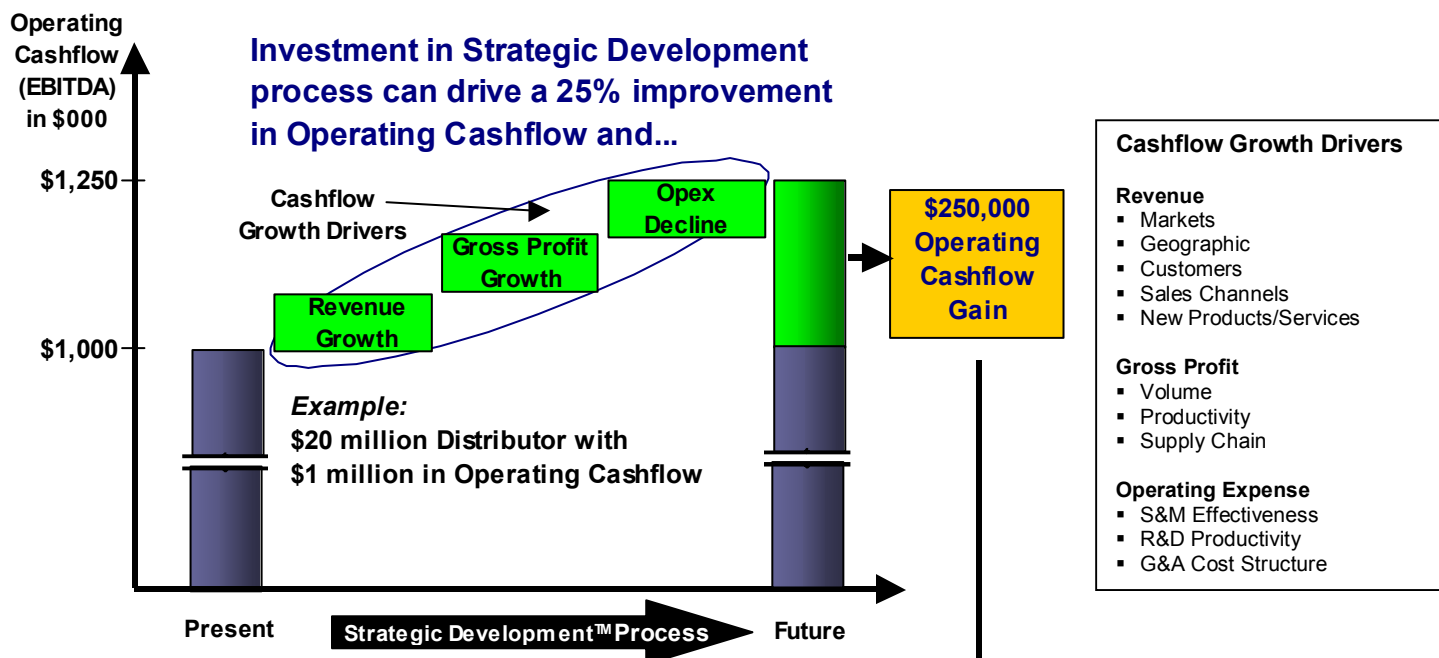 Operating
Cashflow
(EBITDA)
in $000
Investment in Strategic Development
process can drive a 25% improvement
in Operating Cashflow and...
$1,250
$1,000
Cashflow
Growth Drivers
Revenue
Growth
Gross Profit
Growth
Opex
Decline
$250,000
Operating
Cashflow
Gain
Example:
$20 million Distributor with
$1 million in Operating Cashflow
Present
Strategic Development™ Process
Future
Cashflow Growth Drivers
Revenue
▪ Markets
▪ Geographic
▪ Customers
▪ Sales Channels
▪ New Products/Services
Gross Profit
▪ Volume
▪ Productivity
▪ Supply Chain
Operating Expense
▪ S&M Effectiveness
▪ R&D Productivity
▪ G&A Cost Structure